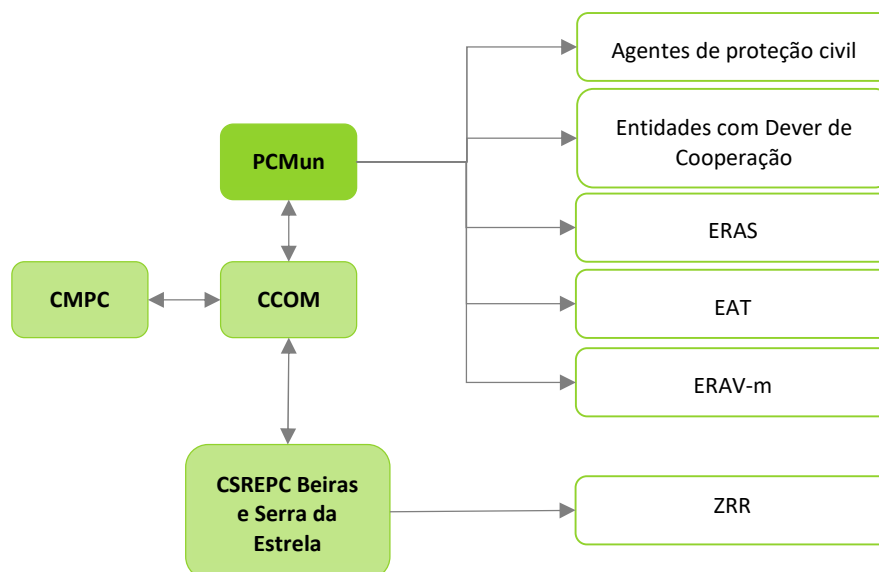 Agentes de proteção civil
Entidades com Dever de
Cooperação
PCMun
ERAS
CMPC
CCOM
EAT
ERAV-m
CSREPC Beiras
e Serra da
Estrela
ZRR